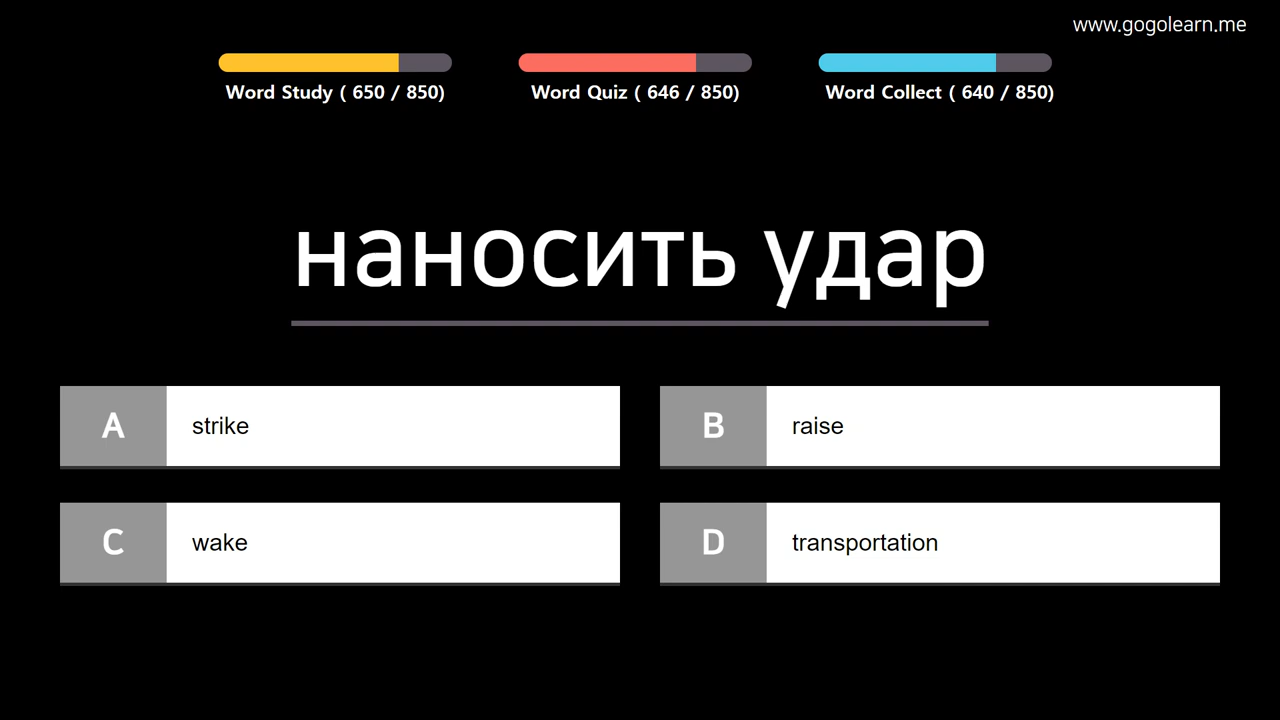 www.gogolearn.me
Word Study ( 650 / 850)
Word Quiz ( 646 / 850)
Word Collect ( 640 / 850)
наносить удар
A strike
B raise
C wake
D transportation